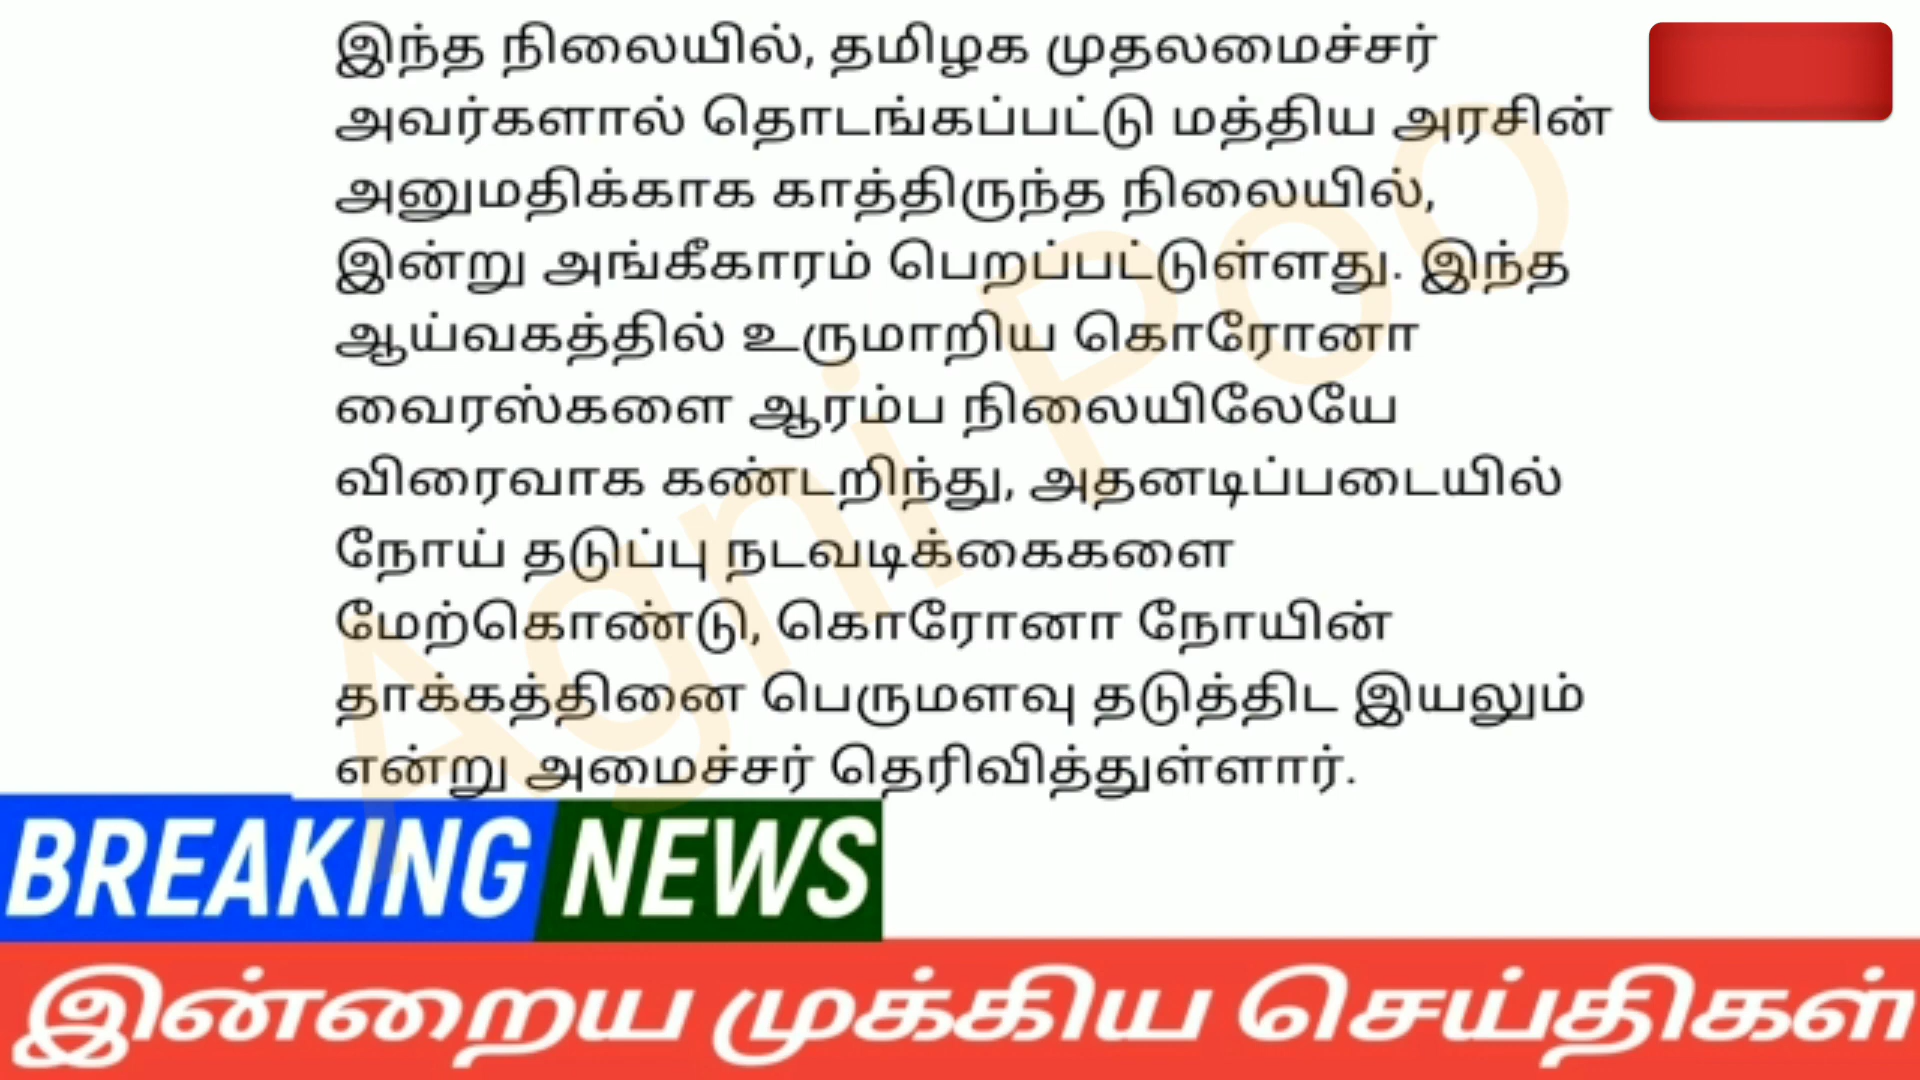 இந்த நிலையில், தமிழக முதலமைச்சர்
அவர்களால் தொடங்கப்பட்டு மத்திய அரசின்
அனுமதிக்காக காத்திருந்த நிலையில்,
இன்று அங்கீகாரம் பெறப்பட்டுள்ளது. இந்த
ஆய்வகத்தில் உருமாறிய கொரோனா
வைரஸ்களை ஆரம்ப நிலையிலேயே
விரைவாக கண்டறிந்து, அதனடிப்படையில்
நோய் தடுப்பு நடவடிக்கைகளை
மேற்கொண்டு, கொரோனா நோயின்
தாக்கத்தினை பெருமளவு தடுத்திட இயலும்
என்று அமைச்சர் தெரிவித்துள்ளார்.
Agni Poo
BREAKING NEWS
இன்றைய முக்கிய செய்திகள்